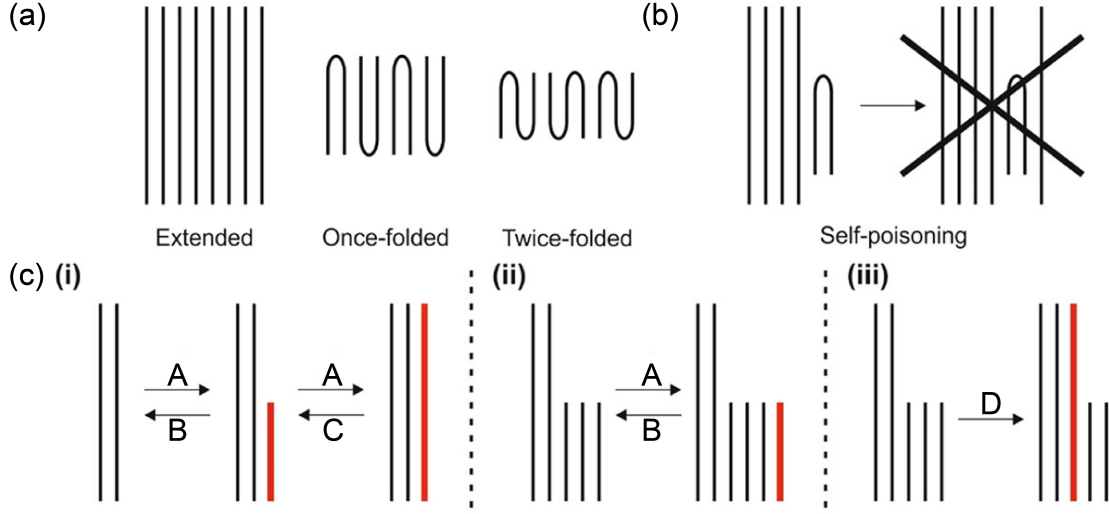 (a)
(b)
Extended
Once-folded
Twice-folded
Self-poisoning
(c) (i)
(ii)
(iii)
A
A
A
B
C
B
D